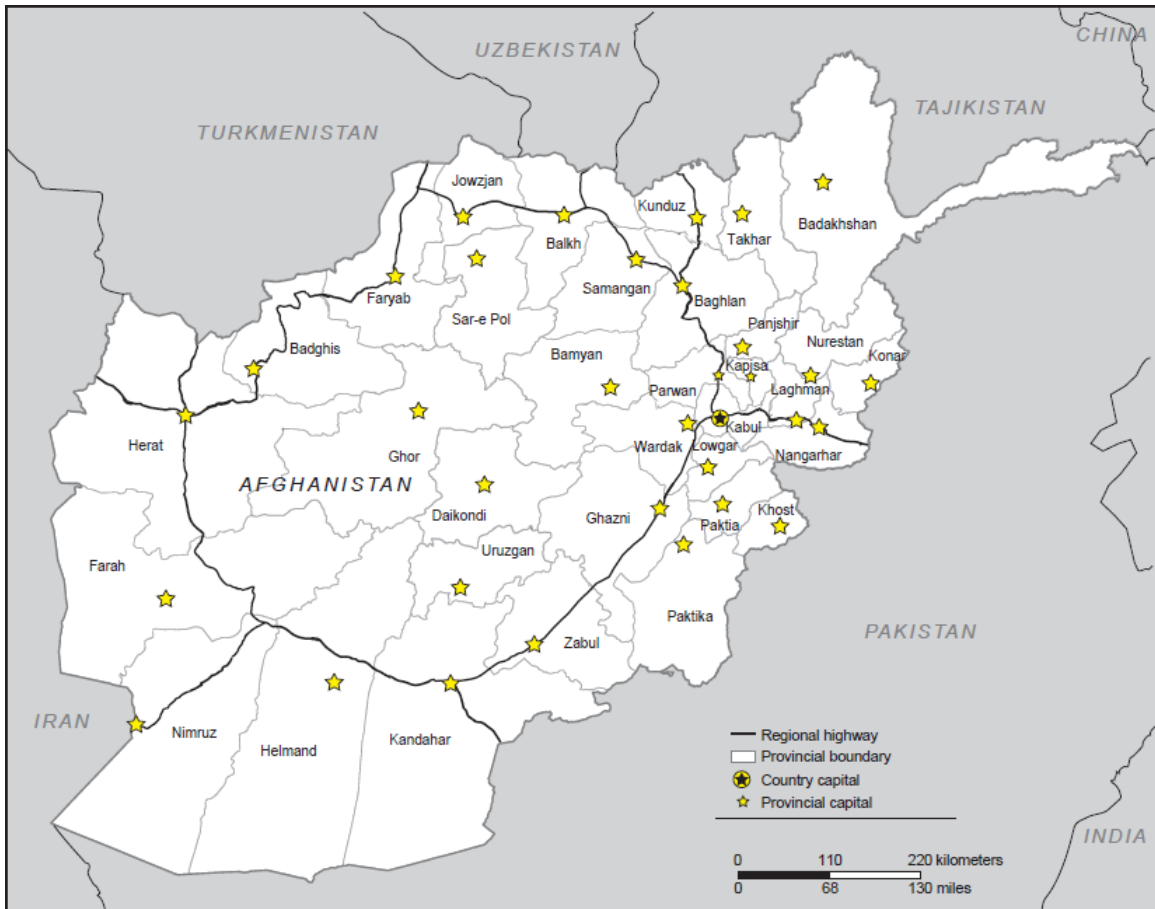 CHINA
UZBEKISTAN
TAJIKISTAN
TURKMENISTAN
Jowzjan
Kunduz
Badakhshan
Balkh
Takhar
Samangan
Faryab
Baghlan
Sar-e Pol
Panjshir
Nurestan
Badghis
Bamyan
Konar
Kapisa
Parwan
Laghman
Kabul
Herat
Wardak
Lowgar
Ghor
Nangarhar
AFGHANISTAN
Khost
Daikondi
Ghazni
Paktia
Uruzgan
Farah
Paktika
PAKISTAN
Zabul
IRAN
Nimruz
Kandahar
Helmand
Regional highway
Provincial boundary
Country capital
Provincial capital
INDIA
0 110 220 kilometers
0 68 130 miles